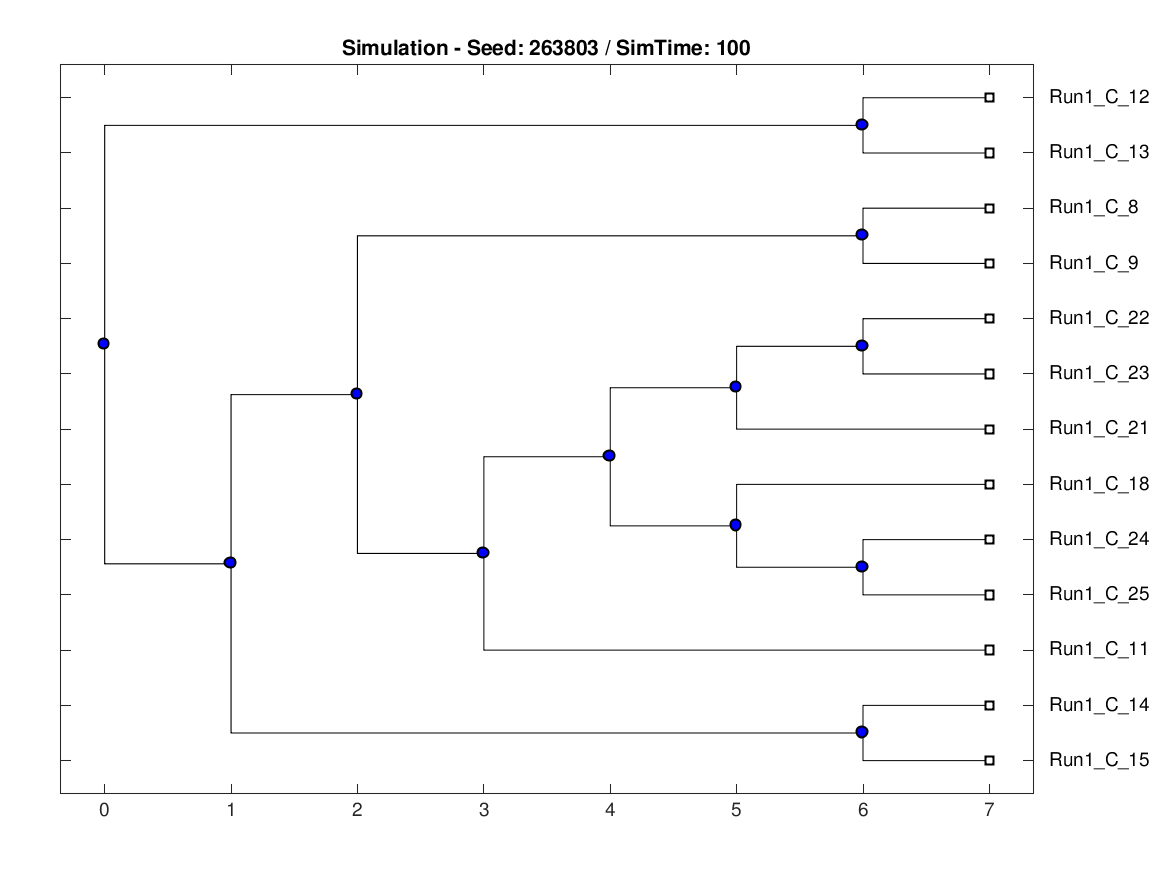 Simulation - Seed: 263803 / SimTime: 100
Run1_C_12
Run1_C_13
Run1_C_8
Run1_C_9
Run1_C_22
Run1_C_23
Run1_C_21
Run1_C_18
Run1_C_24
Run1_C_25
Run1_C_11
Run1_C_14
Run1_C_15
0 1 2 3 4 5 6 7